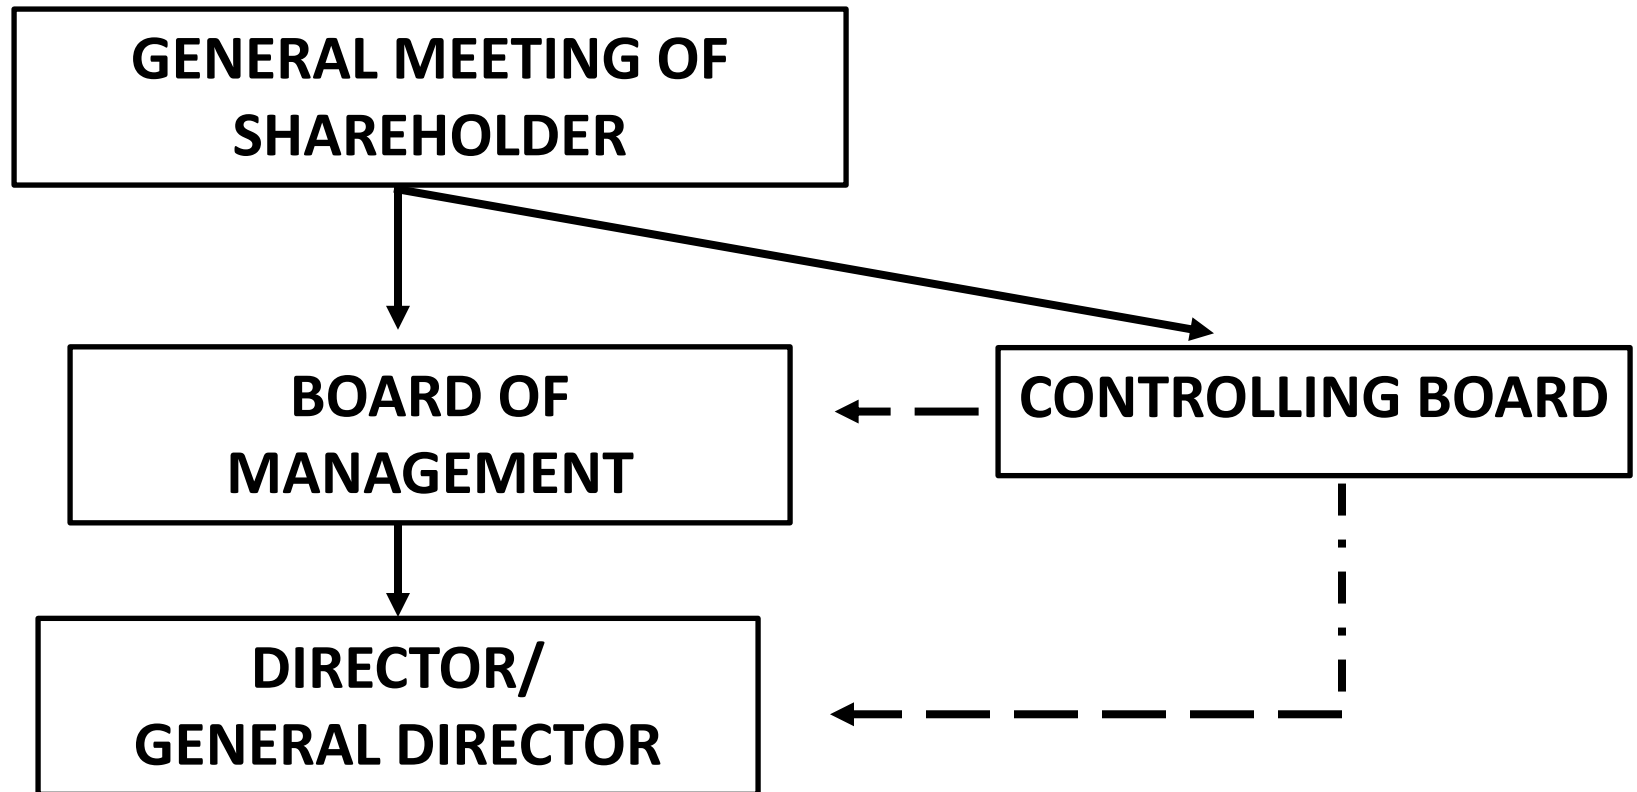 GENERAL MEETING OF
SHAREHOLDER
BOARD OF
MANAGEMENT
CONTROLLING BOARD
DIRECTOR/
GENERAL DIRECTOR